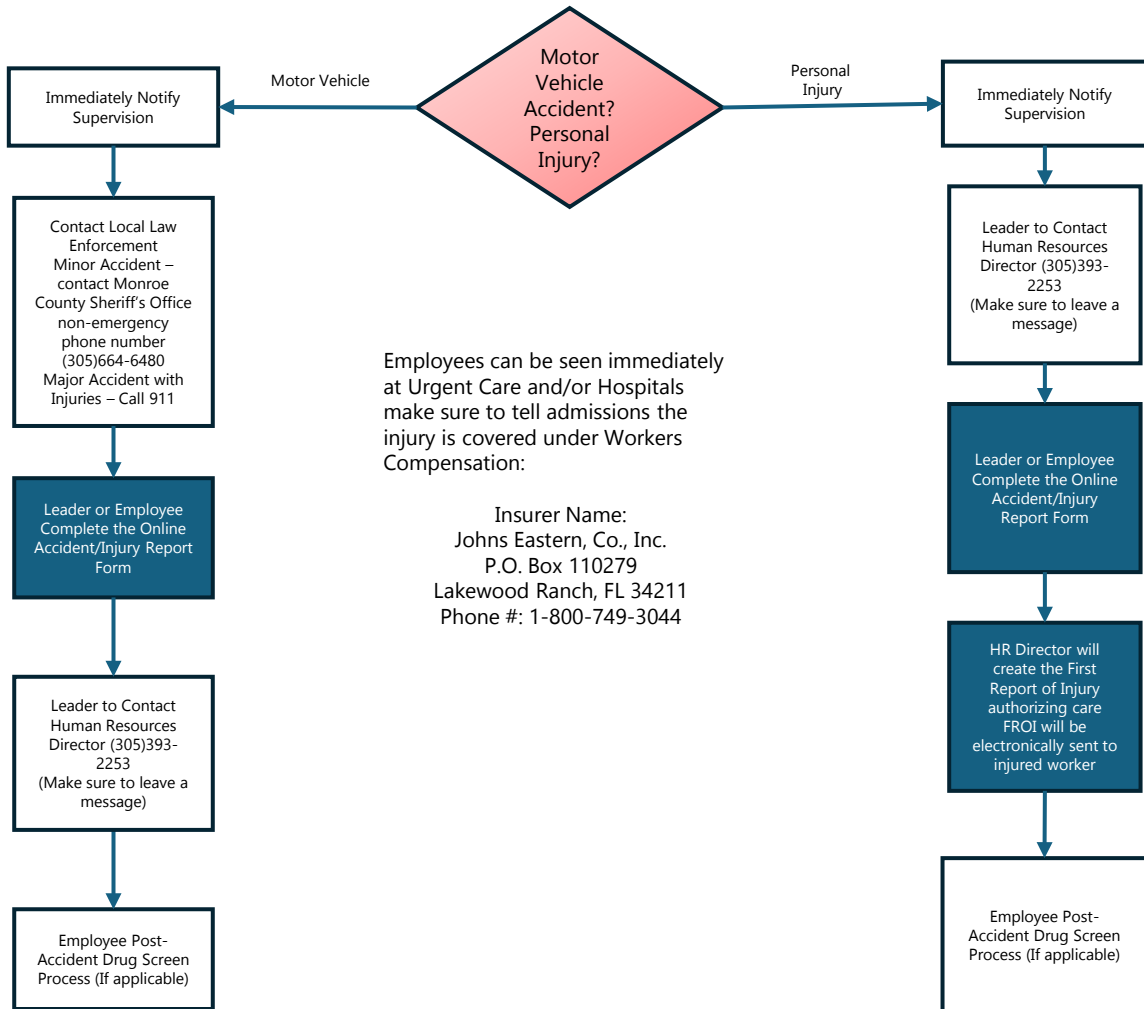 Motor
Vehicle
Accident?
Personal
Injury?
Motor Vehicle
Immediately Notify
Supervision
Contact Local Law
Enforcement
Minor Accident –
contact Monroe
County Sheriff's Office
non-emergency
phone number
(305)664-6480
Major Accident with
Injuries – Call 911
Leader or Employee
Complete the Online
Accident/Injury Report
Form
Leader to Contact
Human Resources
Director (305)393-
2253
(Make sure to leave a
message)
Employee Post-
Accident Drug Screen
Process (If applicable)
Employees can be seen immediately
at Urgent Care and/or Hospitals
make sure to tell admissions the
injury is covered under Workers
Compensation:
Insurer Name:
Johns Eastern, Co., Inc.
P.O. Box 110279
Lakewood Ranch, FL 34211
Phone #: 1-800-749-3044
Personal
Injury
Immediately Notify
Supervision
Leader to Contact
Human Resources
Director (305)393-
2253
(Make sure to leave a
message)
Leader or Employee
Complete the Online
Accident/Injury
Report Form
HR Director will
create the First
Report of Injury
authorizing care
FROI will be
electronically sent to
injured worker
Employee Post-
Accident Drug Screen
Process (If applicable)